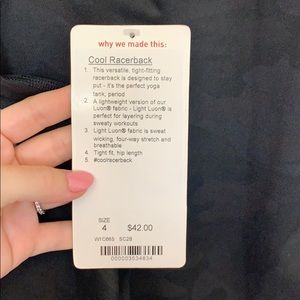 why we made this:
Cool Racerback
1. This versatile, tight-fitting
racerback is designed to stay
put - it's the perfect yoga
tank, period
2. A lightweight version of our
Luon® fabric - Light Luon® is
perfect for layering during
sweaty workouts
3. Light Luon® fabric is sweat
wicking, four-way stretch and
breathable
4. Tight fit, hip length
5. #coolracerback
SIZE
4 $42.00
W1C66S SC28
000003534834